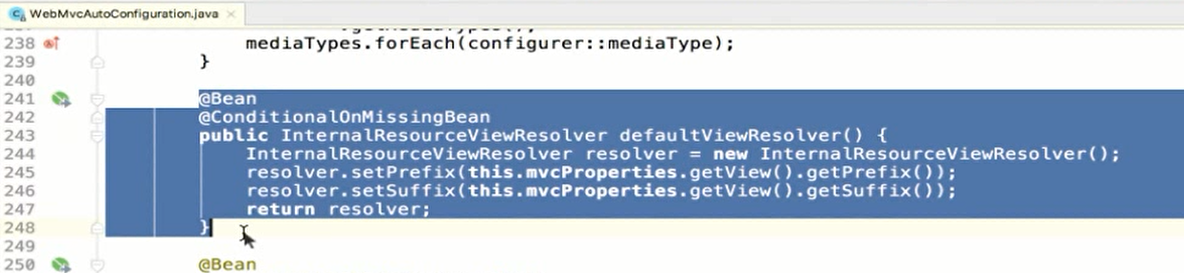 WebMvcAutoConfiguration.java
238 mediaTypes.forEach(configurer::mediaType);
239 }
240
241 @Bean
242 @ConditionalOnMissingBean
243 public InternalResourceViewResolver defaultViewResolver() {
244 InternalResourceViewResolver resolver = new InternalResourceViewResolver();
245 resolver.setPrefix(this.mvcProperties.getView().getPrefix());
246 resolver.setSuffix(this.mvcProperties.getView().getSuffix());
247 return resolver;
248 }
249
250 @Bean